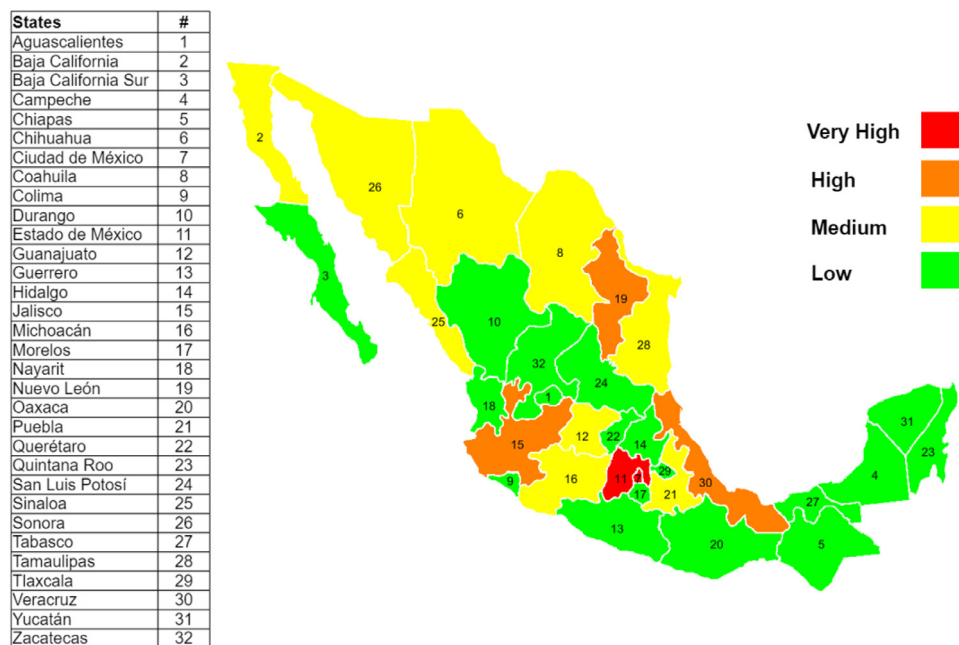 States #
Aguascalientes 1
Baja California 2
Baja California Sur 3
Campeche 4
Chiapas 5
Chihuahua 6
Ciudad de México 7
Coahuila 8
Colima 9
Durango 10
Estado de México 11
Guanajuato 12
Guerrero 13
Hidalgo 14
Jalisco 15
Michoacán 16
Morelos 17
Nayarit 18
Nuevo León 19
Oaxaca 20
Puebla 21
Querétaro 22
Quintana Roo 23
San Luis Potosí 24
Sinaloa 25
Sonora 26
Tabasco 27
Tamaulipas 28
Tlaxcala 29
Veracruz 30
Yucatán 31
Zacatecas 32
2
26
6
8
3
19
25
10
28
32
24
1
18
31
15
12
22
14
23
29
4
9
16
11
7
17
21
30
27
13
20
5
Very High
High
Medium
Low